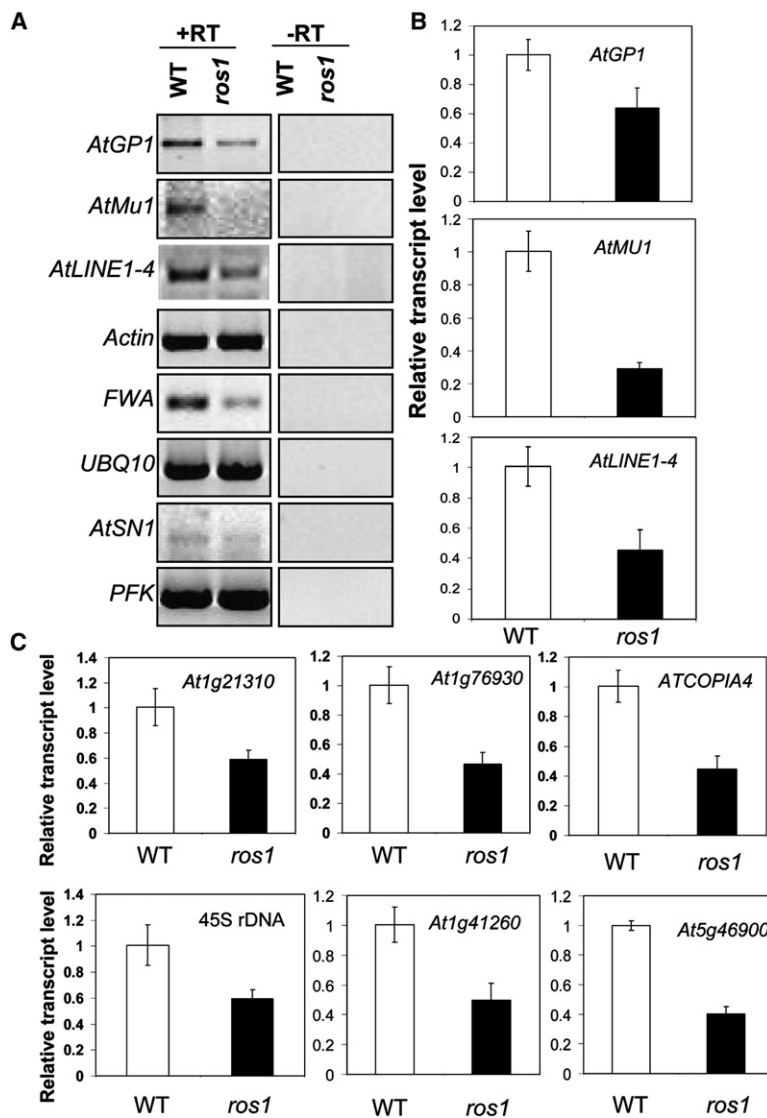 A
+RT
-RT
WT
ros1
WT
ros1
AtGP1
AtMu1
AtLINE1-4
Actin
FWA
UBQ10
AtSN1
PFK
B
Relative transcript level
1.2
1
0.8
0.6
0.4
0.2
0
AtGP1
1.2
1
0.8
0.6
0.4
0.2
0
AtMU1
1.2
1
0.8
0.6
0.4
0.2
0
AtLINE1-4
WT
ros1
C
Relative transcript level
1.4
1.2
1
0.8
0.6
0.4
0.2
0
At1g21310
WT
ros1
1.2
1
0.8
0.6
0.4
0.2
0
At1g76930
WT
ros1
1.2
1
0.8
0.6
0.4
0.2
0
ATCOPIA4
WT
ros1
Relative transcript level
1.4
1.2
1
0.8
0.6
0.4
0.2
0
45S rDNA
WT
ros1
1.2
1
0.8
0.6
0.4
0.2
0
At1g41260
WT
ros1
1.2
1
0.8
0.6
0.4
0.2
0
At5g46900
WT
ros1